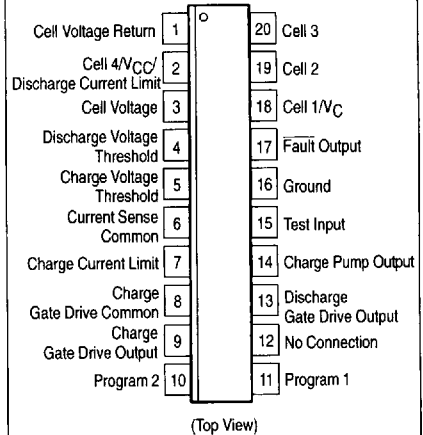 Cell Voltage Return 1
Cell 4/VCC/
Discharge Current Limit 2
Cell Voltage 3
Discharge Voltage
Threshold 4
Charge Voltage
Threshold 5
Current Sense
Common 6
Charge Current Limit 7
Charge
Gate Drive Common 8
Charge
Gate Drive Output 9
Program 2 10
20 Cell 3
19 Cell 2
18 Cell 1/VC
17 Fault Output
16 Ground
15 Test Input
14 Charge Pump Output
13 Discharge
Gate Drive Output
12 No Connection
11 Program 1
(Top View)